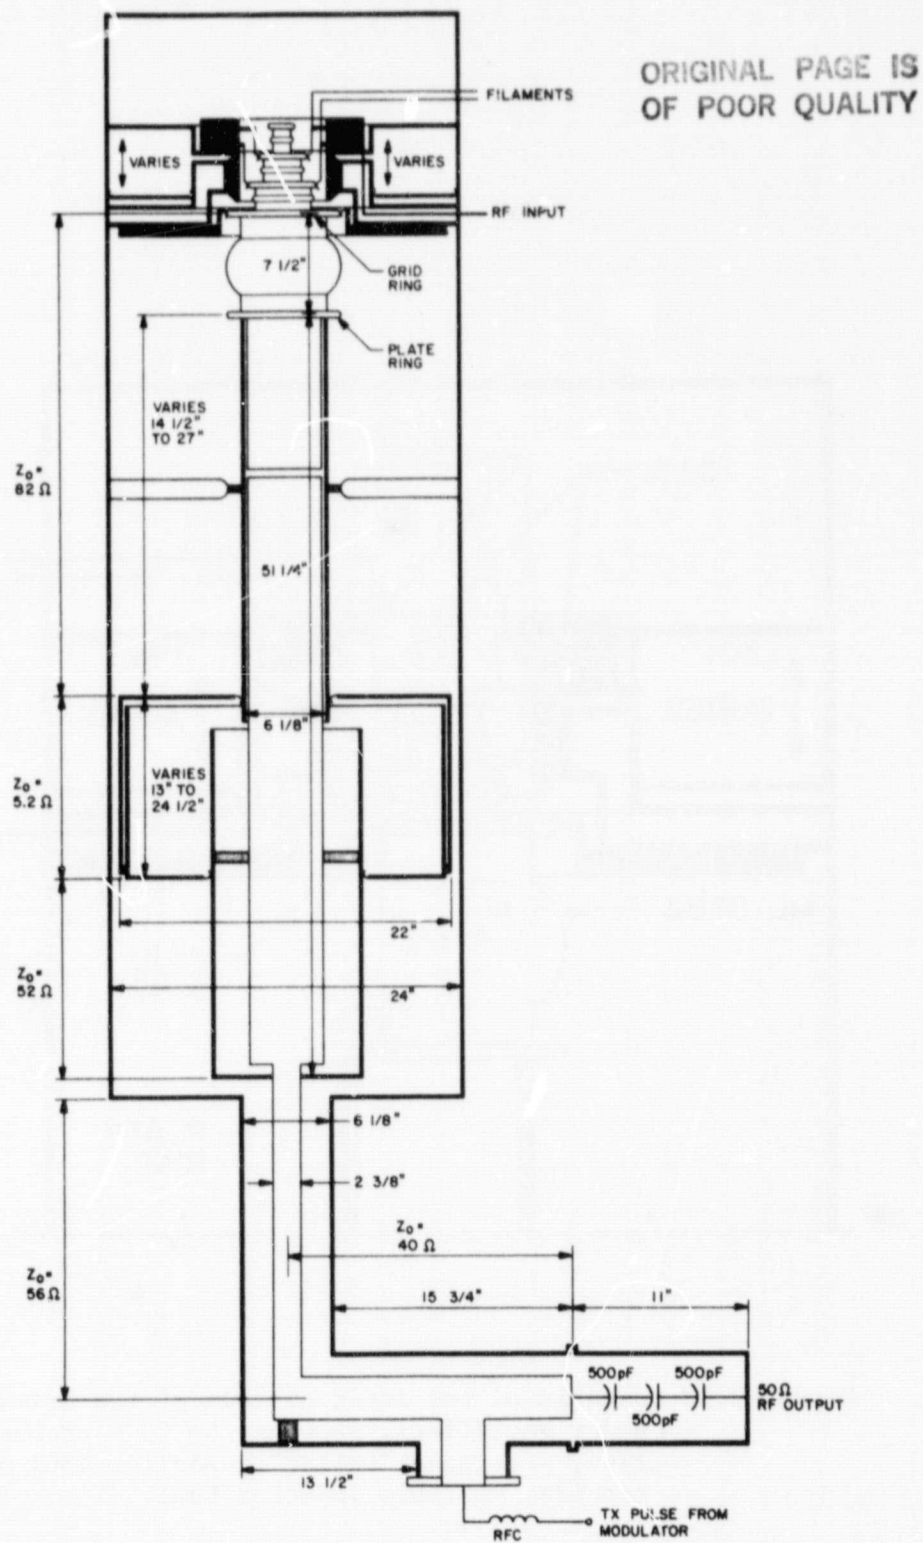 ORIGINAL PAGE IS
OF POOR QUALITY
FILAMENTS
VARIES
VARIES
RF INPUT
7 1/2"
GRID
RING
PLATE
RING
VARIES
14 1/2"
TO 27"
Z₀=
82 Ω
51 1/4"
6 1/8"
VARIES
13" TO
24 1/2"
Z₀=
5.2 Ω
22"
Z₀=
52 Ω
24"
6 1/8"
2 3/8"
Z₀=
40 Ω
Z₀=
56 Ω
15 3/4"
11"
500pF
500pF
500pF
50Ω
RF OUTPUT
13 1/2"
RFC
TX PULSE FROM
MODULATOR